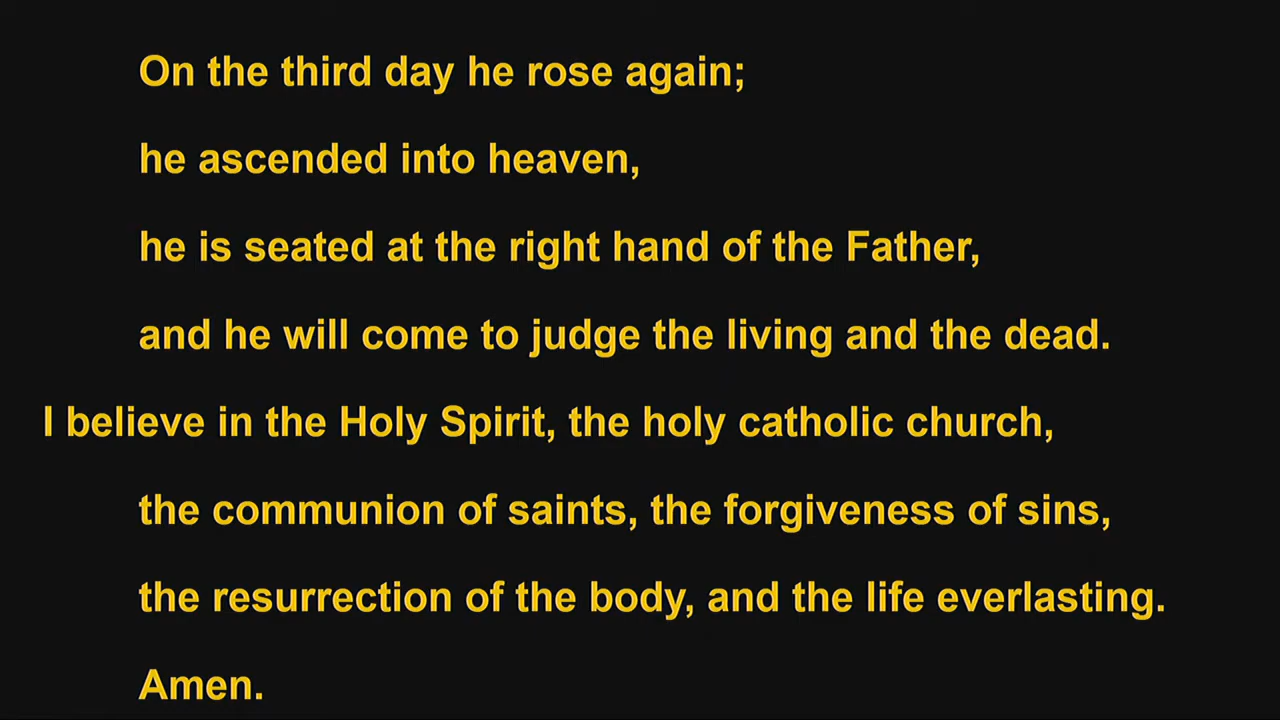 On the third day he rose again;
he ascended into heaven,
he is seated at the right hand of the Father,
and he will come to judge the living and the dead.
I believe in the Holy Spirit, the holy catholic church,
the communion of saints, the forgiveness of sins,
the resurrection of the body, and the life everlasting.
Amen.